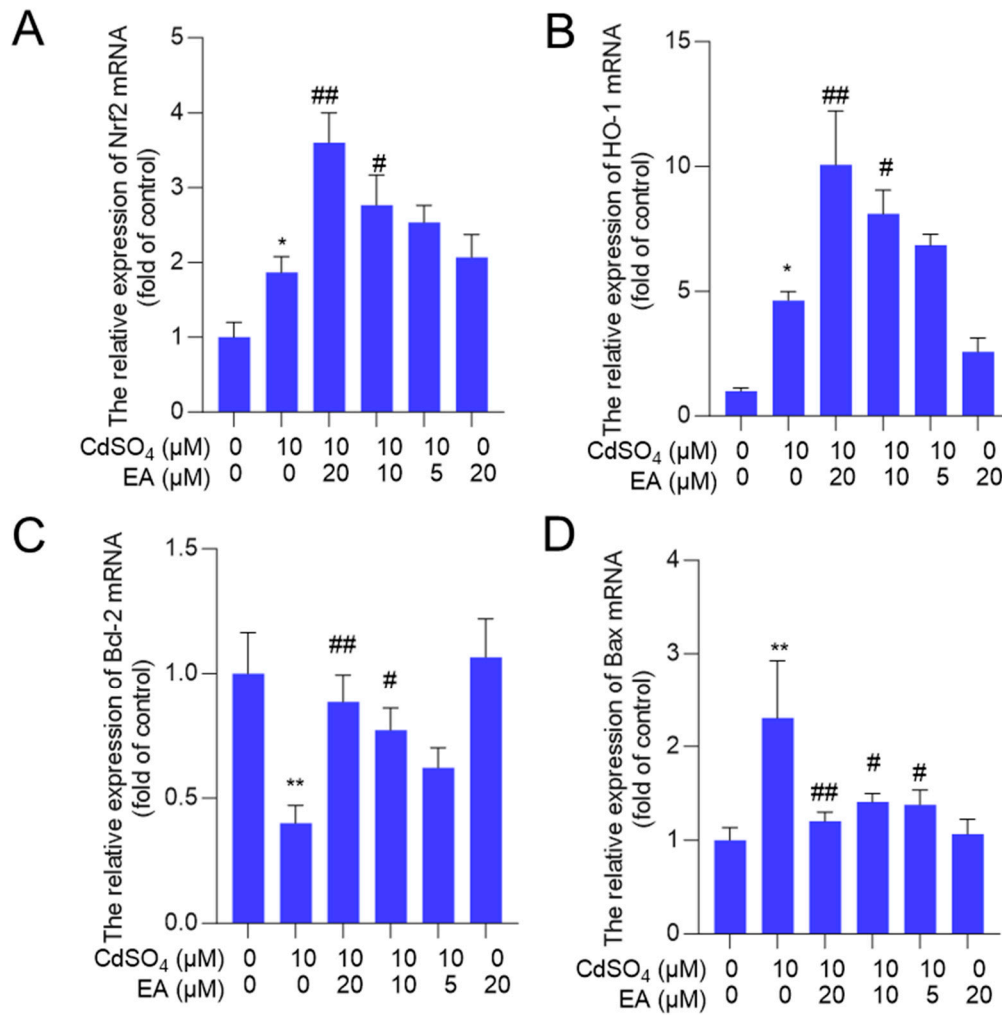 A
The relative expression of Nrf2 mRNA
(fold of control)
5
4
3
2
1
0
*
##
#
CdSO4 (µM) 0 10 10 10 10 0
EA (µM) 0 0 20 10 5 20
B
The relative expression of HO-1 mRNA
(fold of control)
15
10
5
0
*
##
#
CdSO4 (µM) 0 10 10 10 10 0
EA (µM) 0 0 20 10 5 20
C
The relative expression of Bd-2 mRNA
(fold of control)
1.5
1.0
0.5
0.0
**
##
#
CdSO4 (µM) 0 10 10 10 10 0
EA (µM) 0 0 20 10 5 20
D
The relative expression of Bax mRNA
(fold of control)
4
3
2
1
0
**
##
#
#
CdSO4 (µM) 0 10 10 10 10 0
EA (µM) 0 0 20 10 5 20